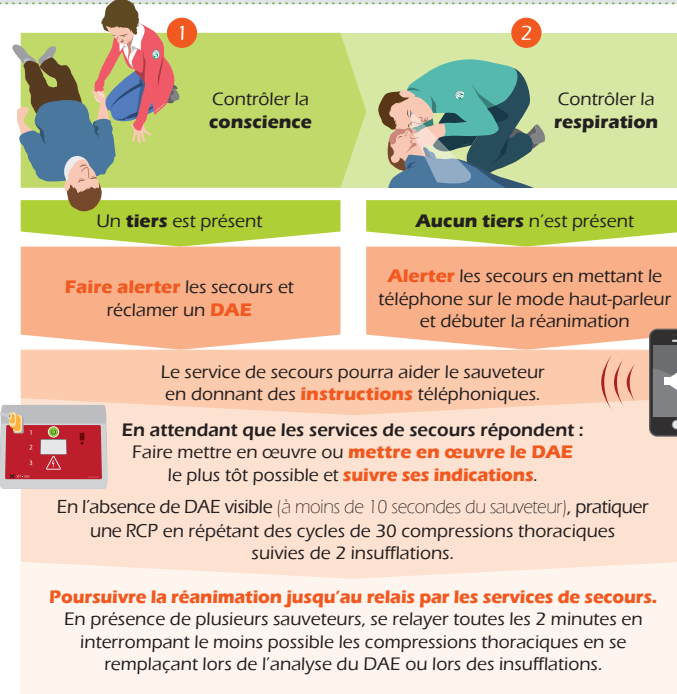 1
2
Contrôler la
conscience
Contrôler la
respiration
Un tiers est présent
Aucun tiers n'est présent
Faire alerter les secours et
réclamer un DAE
Alerter les secours en mettant le
téléphone sur le mode haut-parleur
et débuter la réanimation
Le service de secours pourra aider le sauveteur
en donnant des instructions téléphoniques.
1
2
3
En attendant que les services de secours répondent :
Faire mettre en œuvre ou mettre en œuvre le DAE
le plus tôt possible et suivre ses indications.
En l'absence de DAE visible (à moins de 10 secondes du sauveteur), pratiquer
une RCP en répétant des cycles de 30 compressions thoraciques
suivies de 2 insufflations.
Poursuivre la réanimation jusqu'au relais par les services de secours.
En présence de plusieurs sauveteurs, se relayer toutes les 2 minutes en
interrompant le moins possible les compressions thoraciques en se
remplaçant lors de l'analyse du DAE ou lors des insufflations.